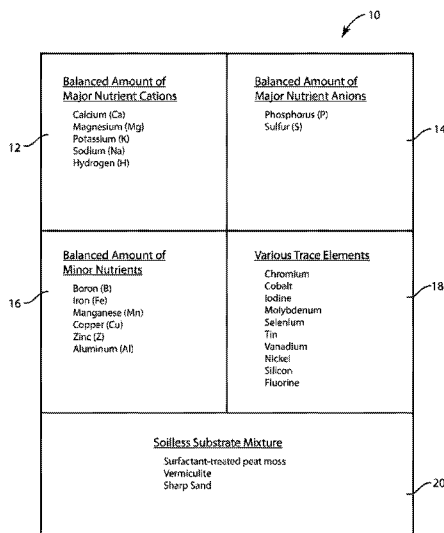 10
Balanced Amount of
Major Nutrient Cations
Calcium (Ca)
Magnesium (Mg)
Potassium (K)
Sodium (Na)
Hydrogen (H)
12
Balanced Amount of
Major Nutrient Anions
Phosphorus (P)
Sulfur (S)
14
Balanced Amount of
Minor Nutrients
Boron (B)
Iron (Fe)
Manganese (Mn)
Copper (Cu)
Zinc (Z)
Aluminum (Al)
16
Various Trace Elements
Chromium
Cobalt
Iodine
Molybdenum
Selenium
Tin
Vanadium
Nickel
Silicon
Fluorine
18
Soilless Substrate Mixture
Surfactant-treated peat moss
Vermiculite
Sharp Sand
20